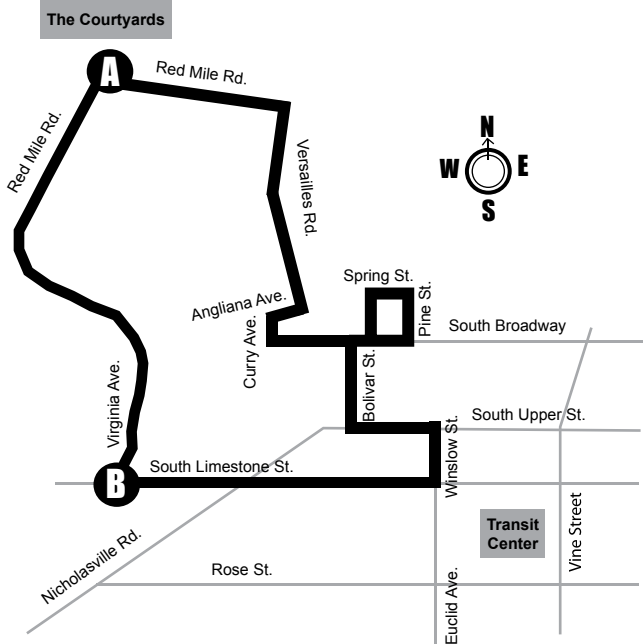 The Courtyards
A
Red Mile Rd.
Red Mile Rd.
N
W
E
S
Versailles Rd.
Spring St.
Angliana Ave.
Pine St.
South Broadway
Curry Ave.
Bolivar St.
Virginia Ave.
South Upper St.
Winslow St.
South Limestone St.
B
Transit
Center
Vine Street
Nicholasville Rd.
Rose St.
Euclid Ave.